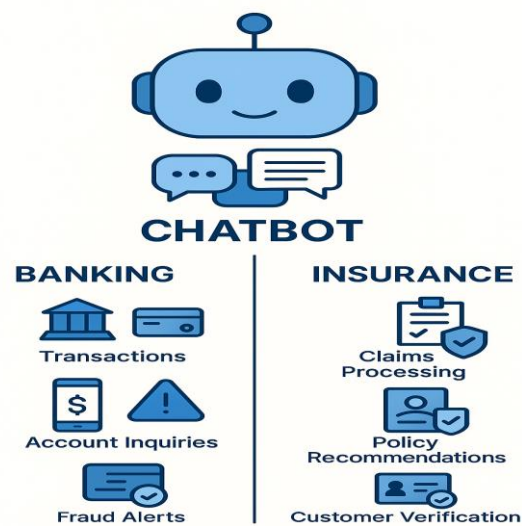 CHATBOT
BANKING
Transactions
$
Account Inquiries
!
Fraud Alerts
INSURANCE
Claims
Processing
Policy
Recommendations
Customer Verification